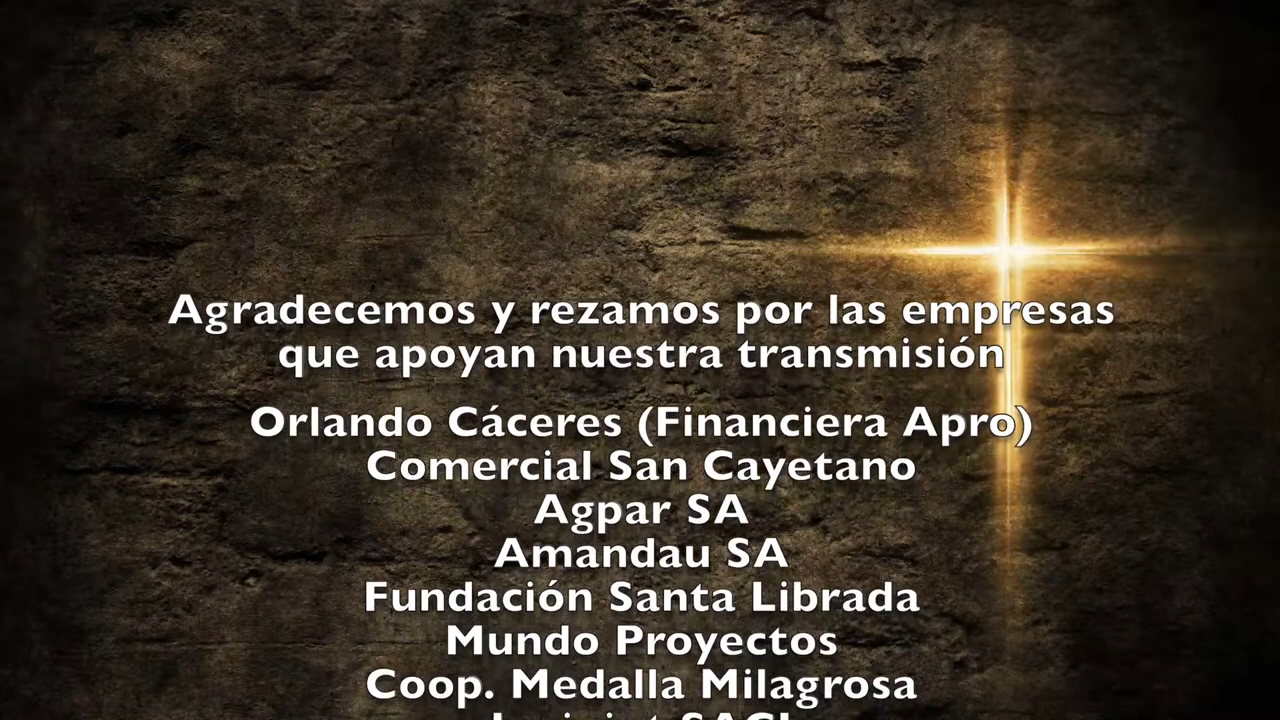 Agradecemos y rezamos por las empresas
que apoyan nuestra transmisión
Orlando Cáceres (Financiera Apro)
Comercial San Cayetano
Agpar SA
Amandau SA
Fundación Santa Librada
Mundo Proyectos
Coop. Medalla Milagrosa